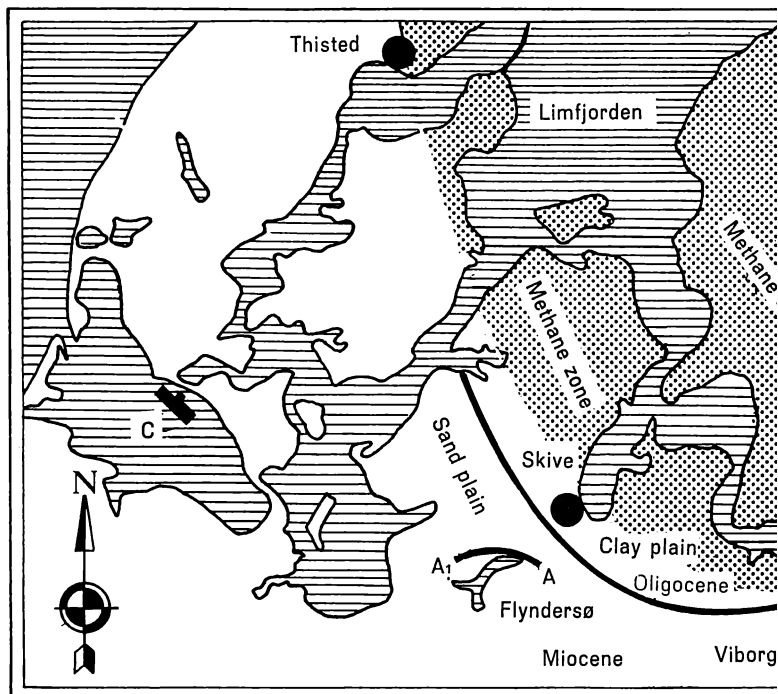 Thisted
Limfjorden
Methane
Methane zone
C
Sand plain
Skive
N
Clay plain
A₁
A
Oligocene
Flyndersø
Miocene
Viborg